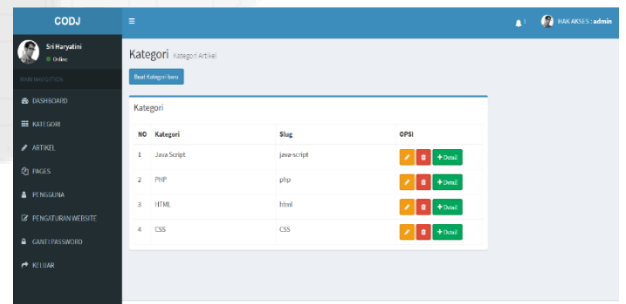 CODJ
HAK AKSES : admin
Sri Haryatini
Online
MAIN NAVIGATION
DASHBOARD
KATEGORI
ARTIKEL
PAGES
PENGGUNA
PENGATURAN WEBSITE
GANTI PASSWORD
KELUAR
Kategori Kategori Artikel
Buat Kategori baru
Kategori
NO Kategori Slug OPSI
1 Java Script java-script + Detail
2 PHP php + Detail
3 HTML html + Detail
4 CSS CSS + Detail